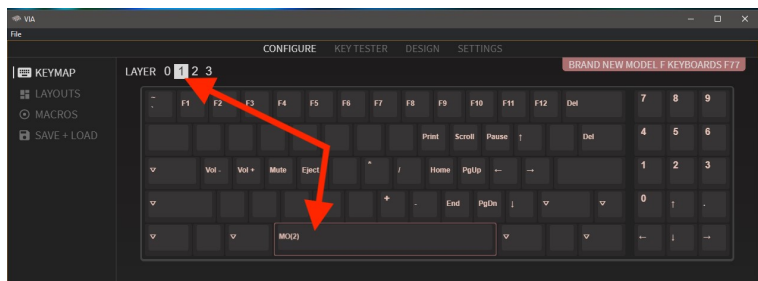 VIA
File
CONFIGURE KEY TESTER DESIGN SETTINGS
BRAND NEW MODEL F KEYBOARDS F77
KEYMAP
LAYOUTS
MACROS
SAVE + LOAD
LAYER 0 1 2 3
~ ` F1 F2 F3 F4 F5 F6 F7 F8 F9 F10 F11 F12 Del 7 8 9
Print Scroll Pause ↑ Del 4 5 6
▽ Vol - Vol + Mute Eject * / Home PgUp ← → 1 2 3
▽ + - End PgDn ↓ ▽ ▽ 0 ↑ .
▽ ▽ MO(2) ▽ ▽ ← ↓ →